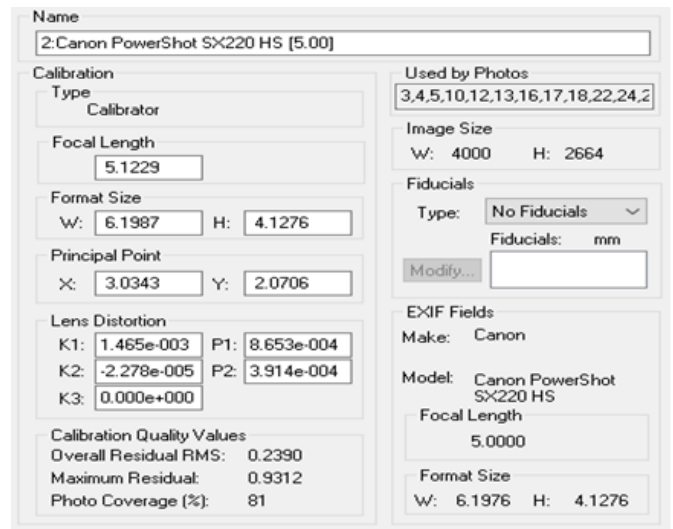 Name
2:Canon PowerShot SX220 HS [5.00]
Calibration
Type
Calibrator
Focal Length
5.1229
Format Size
W: 6.1987 H: 4.1276
Principal Point
X: 3.0343 Y: 2.0706
Lens Distortion
K1: 1.465e-003 P1: 8.653e-004
K2: -2.278e-005 P2: 3.914e-004
K3: 0.000e+000
Calibration Quality Values
Overall Residual RMS: 0.2390
Maximum Residual: 0.9312
Photo Coverage (%): 81
Used by Photos
3,4,5,10,12,13,16,17,18,22,24,2
Image Size
W: 4000 H: 2664
Fiducials
Type: No Fiducials
Fiducials: mm
Modify...
EXIF Fields
Make: Canon
Model: Canon PowerShot
SX220 HS
Focal Length
5.0000
Format Size
W: 6.1976 H: 4.1276